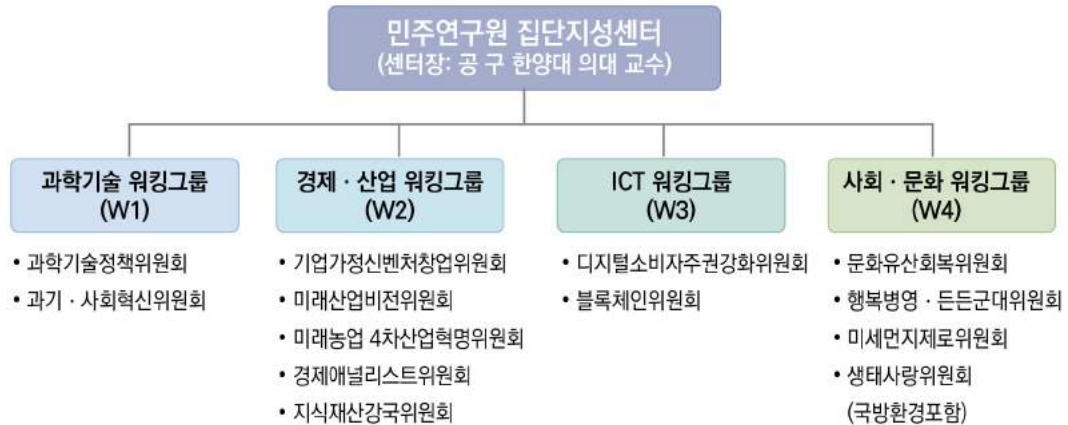 민주연구원 집단지성센터
(센터장: 공 구 한양대 의대 교수)
과학기술 워킹그룹
(W1)
• 과학기술정책위원회
• 과기 · 사회혁신위원회
경제 · 산업 워킹그룹
(W2)
• 기업가정신벤처창업위원회
• 미래산업비전위원회
• 미래농업 4차산업혁명위원회
• 경제애널리스트위원회
• 지식재산강국위원회
ICT 워킹그룹
(W3)
• 디지털소비자주권강화위원회
• 블록체인위원회
사회 · 문화 워킹그룹
(W4)
• 문화유산회복위원회
• 행복병영 · 든든군대위원회
• 미세먼지제로위원회
• 생태사랑위원회
(국방환경포함)